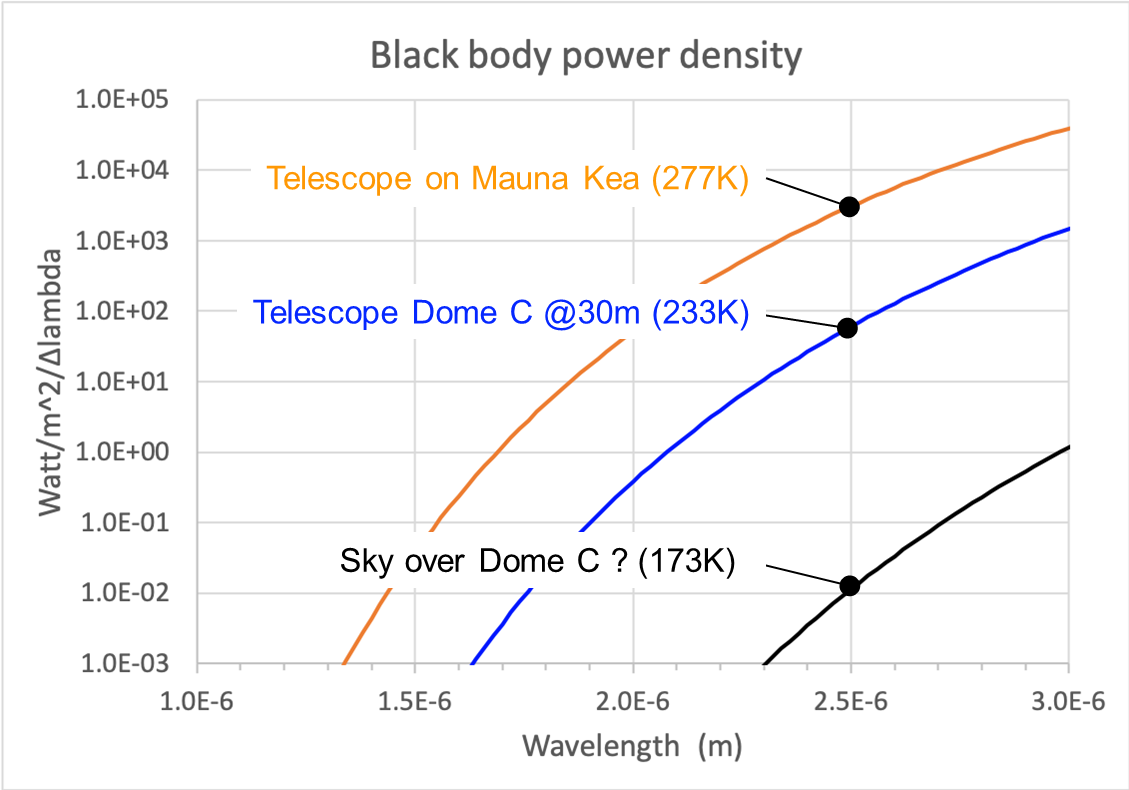 Black body power density
1.0E+05
1.0E+04
1.0E+03
1.0E+02
1.0E+01
1.0E+00
1.0E-01
1.0E-02
1.0E-03
Watt/m^2/Δlambda
Telescope on Mauna Kea (277K)
Telescope Dome C @30m (233K)
Sky over Dome C ? (173K)
1.0E-6 1.5E-6 2.0E-6 2.5E-6 3.0E-6
Wavelength (m)